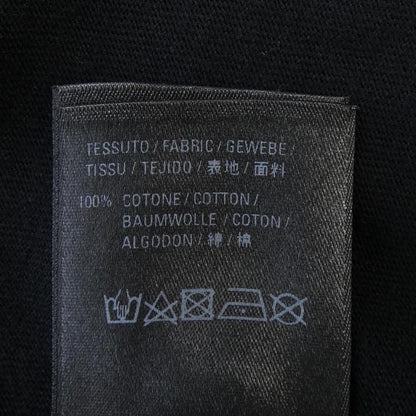 TESSUTO / FABRIC / GEWEBE /
TISSU / TEJIDO / 表地 / 面料
100% COTONE / COTTON /
BAUMWOLLE / COTON /
ALGODON / 綿 / 棉